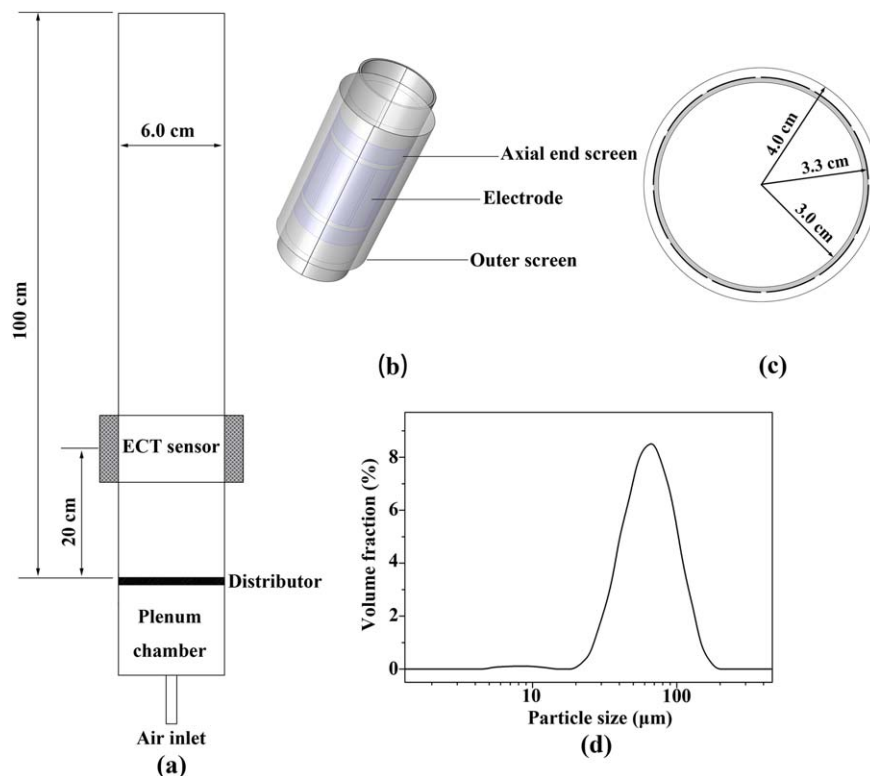 100 cm
6.0 cm
ECT sensor
20 cm
Distributor
Plenum
chamber
Air inlet
(a)
Axial end screen
Electrode
Outer screen
(b)
4.0 cm
3.3 cm
3.0 cm
(c)
Volume fraction (%)
8
6
4
2
0
10
100
Particle size (μm)
(d)